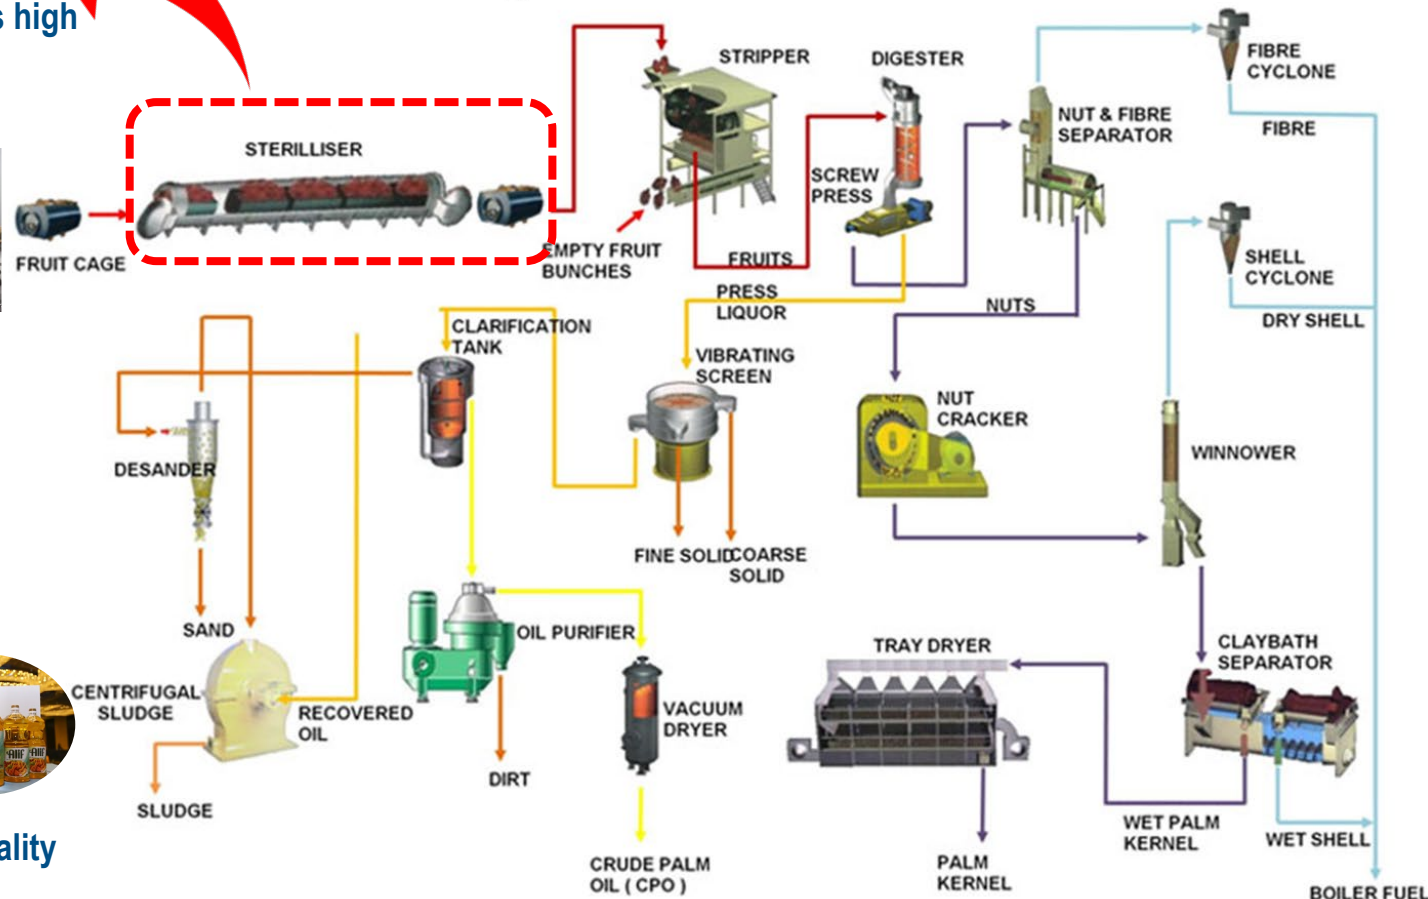 s high
STERILLISER
FRUIT CAGE
STRIPPER
EMPTY FRUIT
BUNCHES
FRUITS
DIGESTER
SCREW
PRESS
PRESS
LIQUOR
NUT & FIBRE
SEPARATOR
FIBRE
CYCLONE
FIBRE
NUTS
SHELL
CYCLONE
DRY SHELL
CLARIFICATION
TANK
VIBRATING
SCREEN
NUT
CRACKER
WINNOWER
DESANDER
FINE SOLID
COARSE
SOLID
SAND
OIL PURIFIER
TRAY DRYER
CLAYBATH
SEPARATOR
CENTRIFUGAL
SLUDGE
RECOVERED
OIL
VACUUM
DRYER
DIRT
SLUDGE
Alif
ality
CRUDE PALM
OIL ( CPO )
PALM
KERNEL
WET PALM
KERNEL
WET SHELL
BOILER FUEL